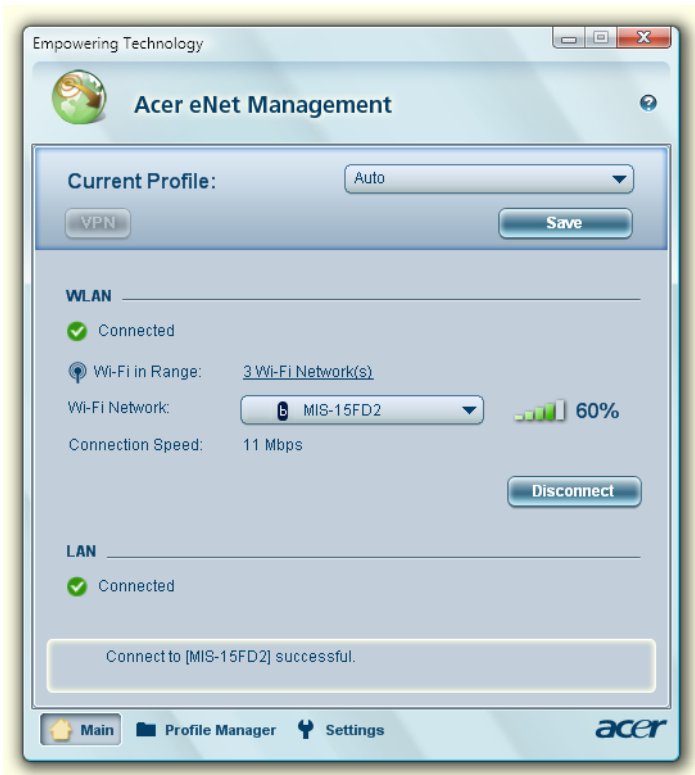 Empowering Technology
Acer eNet Management
Current Profile: Auto
VPN Save
WLAN
Connected
Wi-Fi in Range: 3 Wi-Fi Network(s)
Wi-Fi Network: b MIS-15FD2 60%
Connection Speed: 11 Mbps
Disconnect
LAN
Connected
Connect to [MIS-15FD2] successful.
Main Profile Manager Settings acer